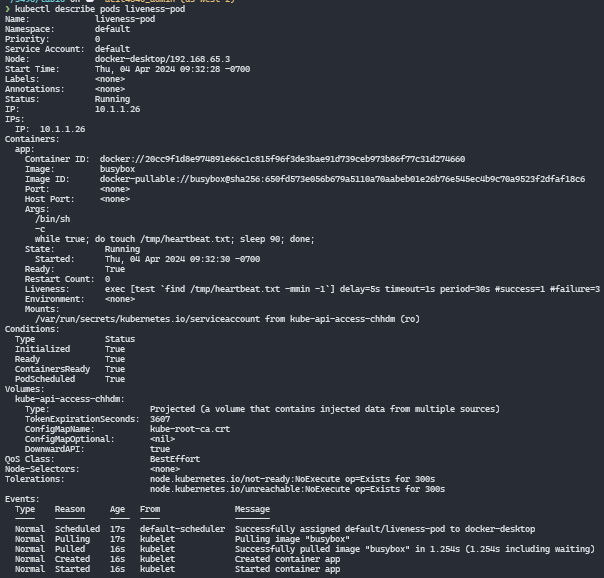 ❯ kubectl describe pods liveness-pod
Name:             liveness-pod
Namespace:        default
Priority:         0
Service Account:  default
Node:             docker-desktop/192.168.65.3
Start Time:       Thu, 04 Apr 2024 09:32:28 -0700
Labels:           <none>
Annotations:      <none>
Status:           Running
IP:               10.1.1.26
IPs:
  IP:  10.1.1.26
Containers:
  app:
    Container ID:  docker://20cc9f1d8e974891e66c1c815f96f3de3bae91d739ceb973b86f77c31d274660
    Image:         busybox
    Image ID:      docker-pullable://busybox@sha256:650fd573e056b679a5110a70aabeb01e26b76e545ec4b9c70a9523f2dfaf18c6
    Port:          <none>
    Host Port:     <none>
    Args:
      /bin/sh
      -c
      while true; do touch /tmp/heartbeat.txt; sleep 90; done;
    State:          Running
      Started:      Thu, 04 Apr 2024 09:32:30 -0700
    Ready:          True
    Restart Count:  0
    Liveness:       exec [test `find /tmp/heartbeat.txt -mmin -1`] delay=5s timeout=1s period=30s #success=1 #failure=3
    Environment:    <none>
    Mounts:
      /var/run/secrets/kubernetes.io/serviceaccount from kube-api-access-chhdm (ro)
Conditions:
  Type              Status
  Initialized       True
  Ready             True
  ContainersReady   True
  PodScheduled      True
Volumes:
  kube-api-access-chhdm:
    Type:                    Projected (a volume that contains injected data from multiple sources)
    TokenExpirationSeconds:  3607
    ConfigMapName:           kube-root-ca.crt
    ConfigMapOptional:       <nil>
    DownwardAPI:             true
QoS Class:                   BestEffort
Node-Selectors:              <none>
Tolerations:                 node.kubernetes.io/not-ready:NoExecute op=Exists for 300s
                             node.kubernetes.io/unreachable:NoExecute op=Exists for 300s
Events:
  Type    Reason     Age   From               Message
  ----    ------     ----  ----               -------
  Normal  Scheduled  17s   default-scheduler  Successfully assigned default/liveness-pod to docker-desktop
  Normal  Pulling    17s   kubelet            Pulling image "busybox"
  Normal  Pulled     16s   kubelet            Successfully pulled image "busybox" in 1.254s (1.254s including waiting)
  Normal  Created    16s   kubelet            Created container app
  Normal  Started    16s   kubelet            Started container app